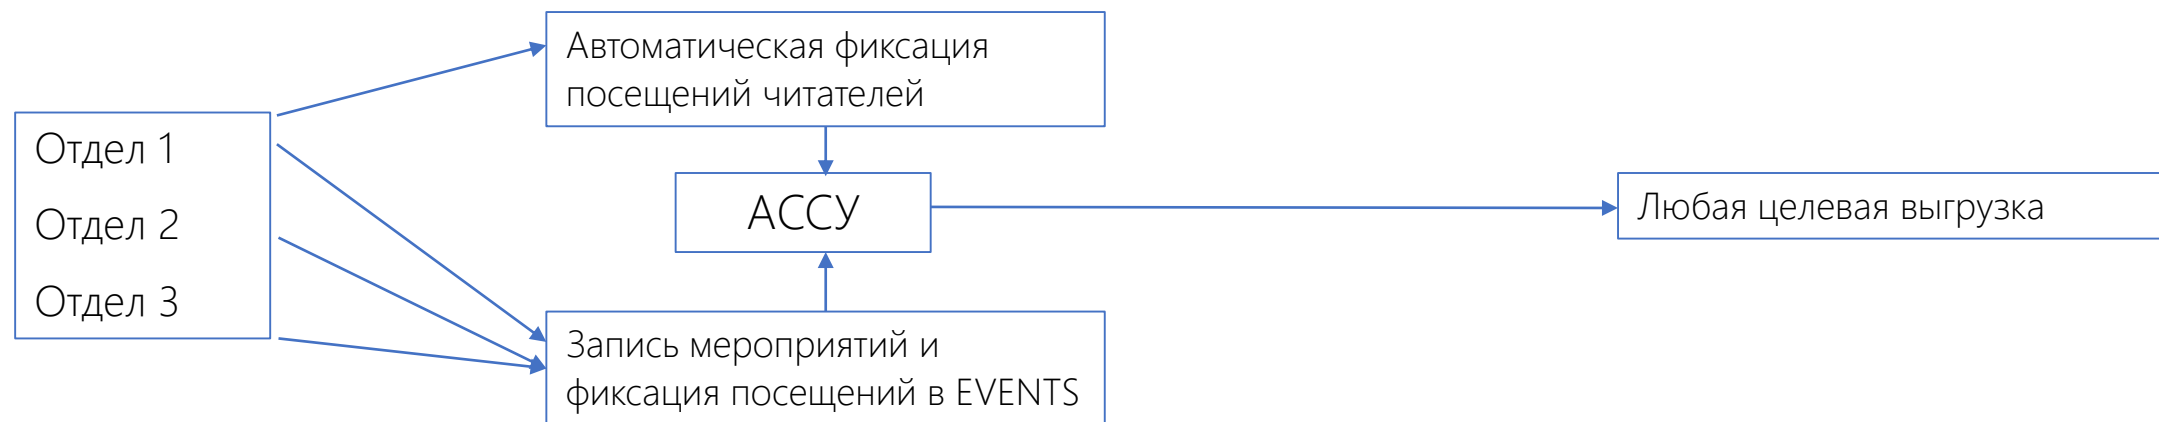 Автоматическая фиксация
посещений читателей
Отдел 1
Отдел 2
Отдел 3
АССУ
Любая целевая выгрузка
Запись мероприятий и
фиксация посещений в EVENTS